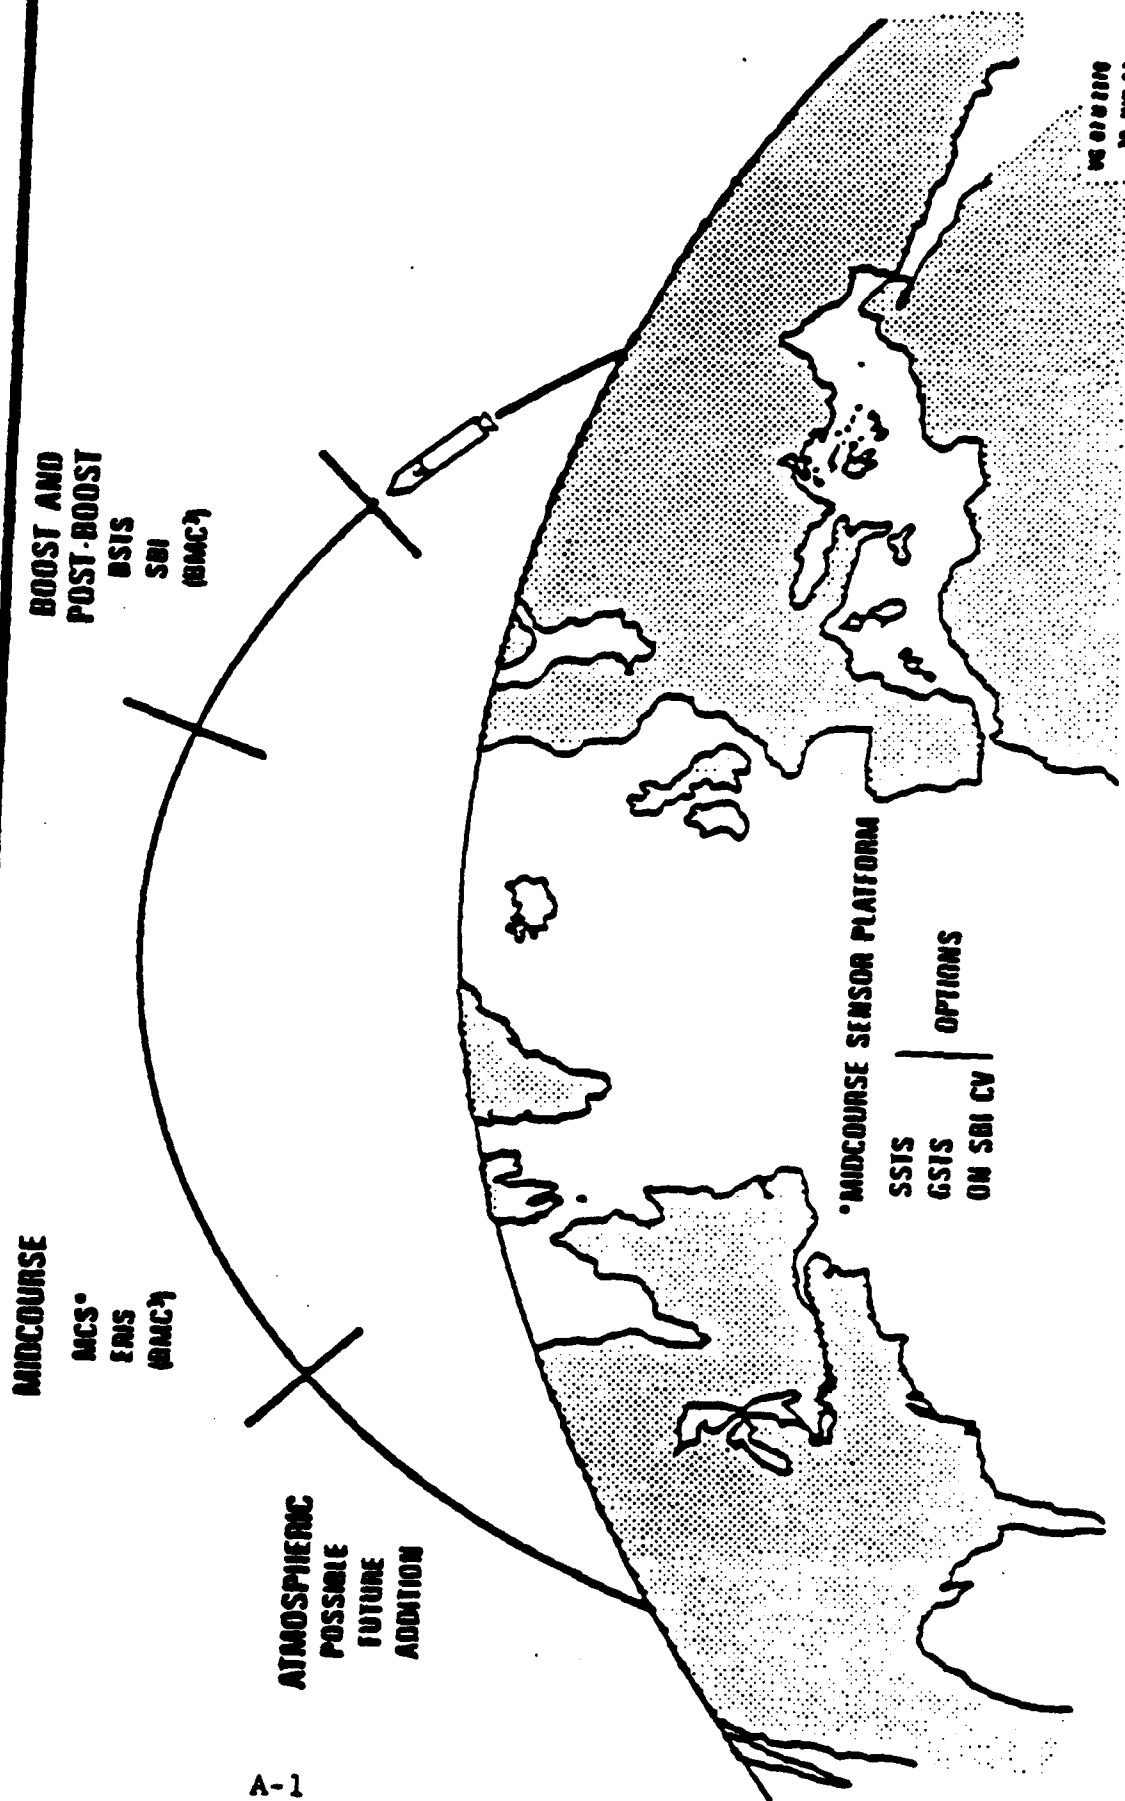 BOOST AND
POST-BOOST
BSTS
SBI
(BMC³)
MIDCOURSE
MCS*
ERIS
(BMC³)
ATMOSPHERIC
POSSIBLE
FUTURE
ADDITION
*MIDCOURSE SENSOR PLATFORM
SSTS
GSTS
ON SBI CV
OPTIONS
A-1